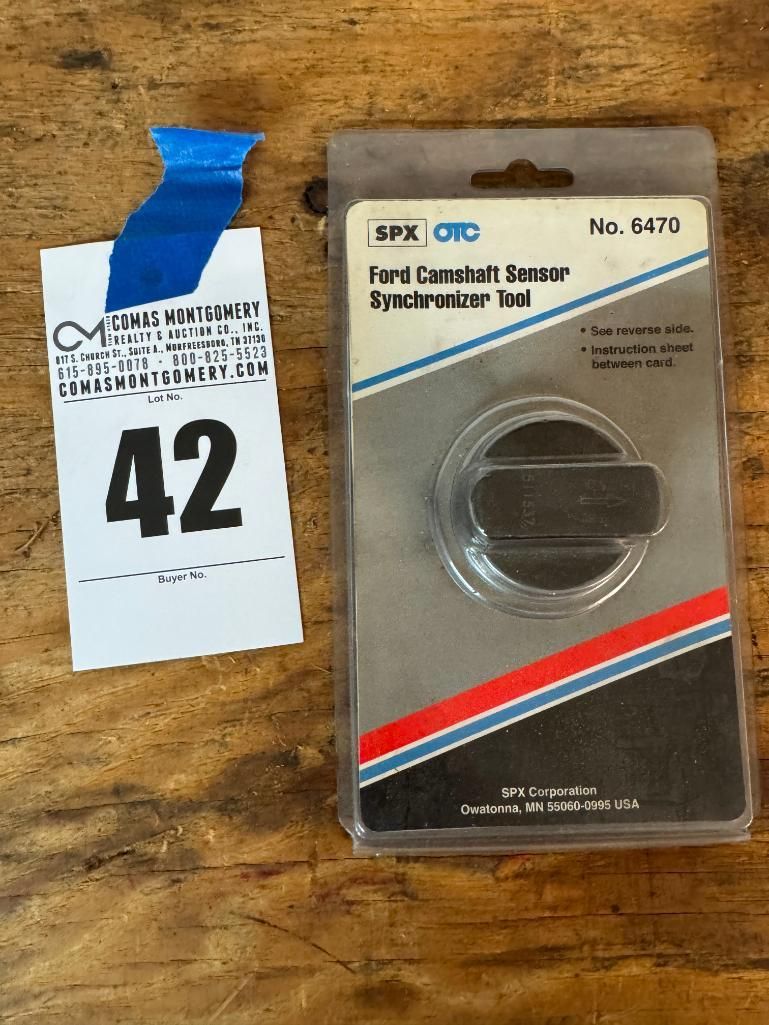 COMAS MONTGOMERY
REALTY & AUCTION CO., INC.
817 S. CHURCH ST., SUITE A., MURFREESBORO, TN 37130
615-895-0078 • 800-825-5523
COMASMONTGOMERY.COM
Lot No.
42
Buyer No.
SPX OTC
No. 6470
Ford Camshaft Sensor
Synchronizer Tool
• See reverse side.
• Instruction sheet
between card.
SPX Corporation
Owatonna, MN 55060-0995 USA